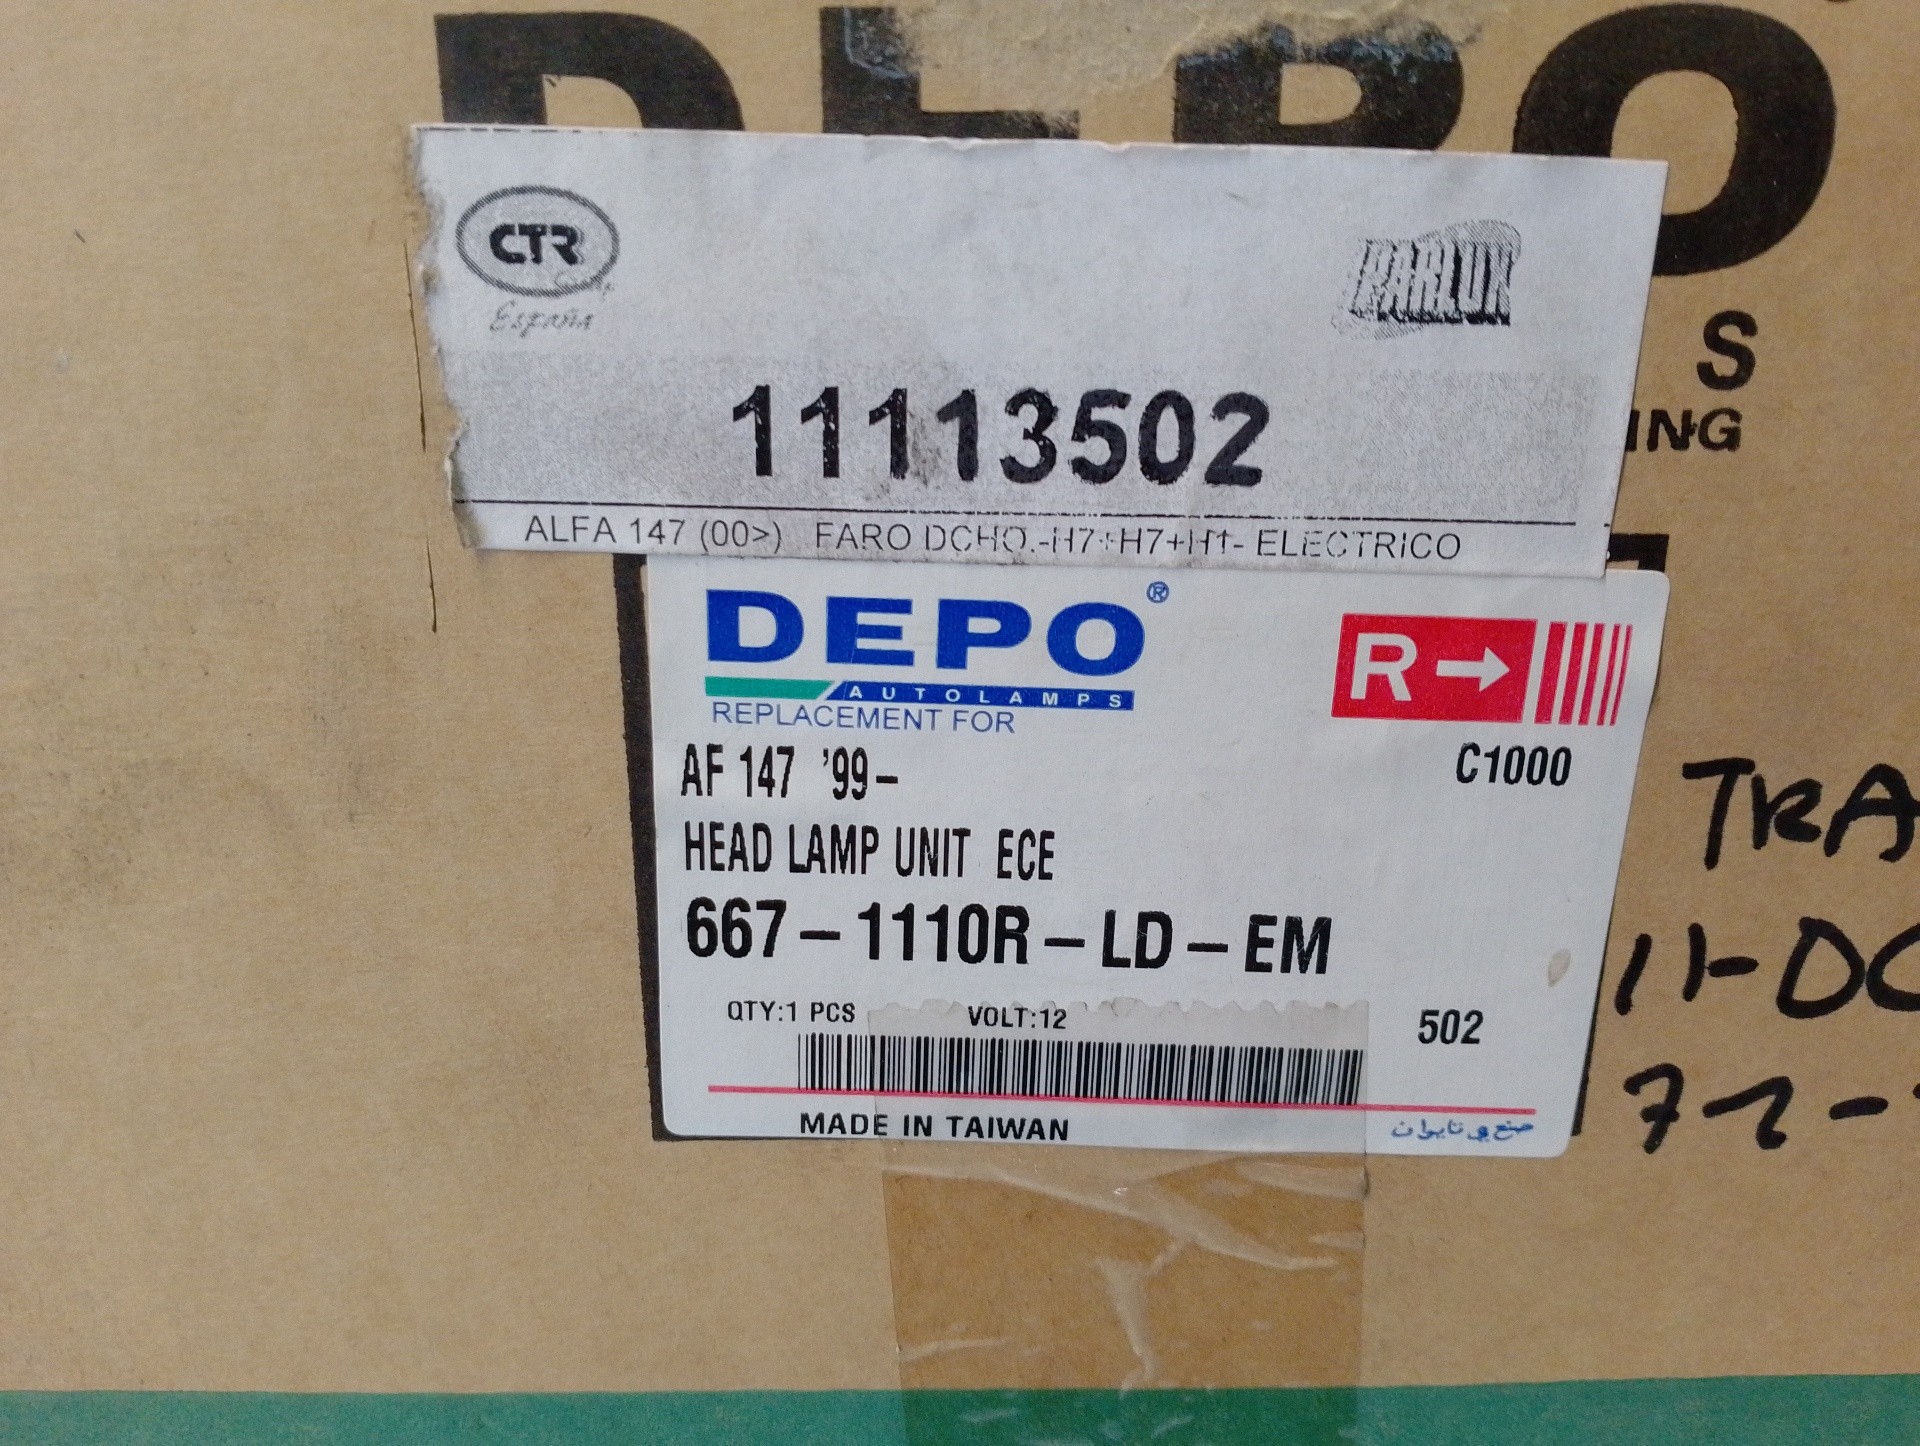 DEPO
CTR
España
PARLUX
S
11113502
ING
ALFA 147 (00>) FARO DCHO.-H7+H7+H1- ELECTRICO
DEPO®
AUTOLAMPS
R→
REPLACEMENT FOR
AF 147 '99-
C1000
HEAD LAMP UNIT ECE
667-1110R-LD-EM
QTY:1 PCS VOLT:12
502
MADE IN TAIWAN
صنع في تايوان
TRA
11-DC
72-